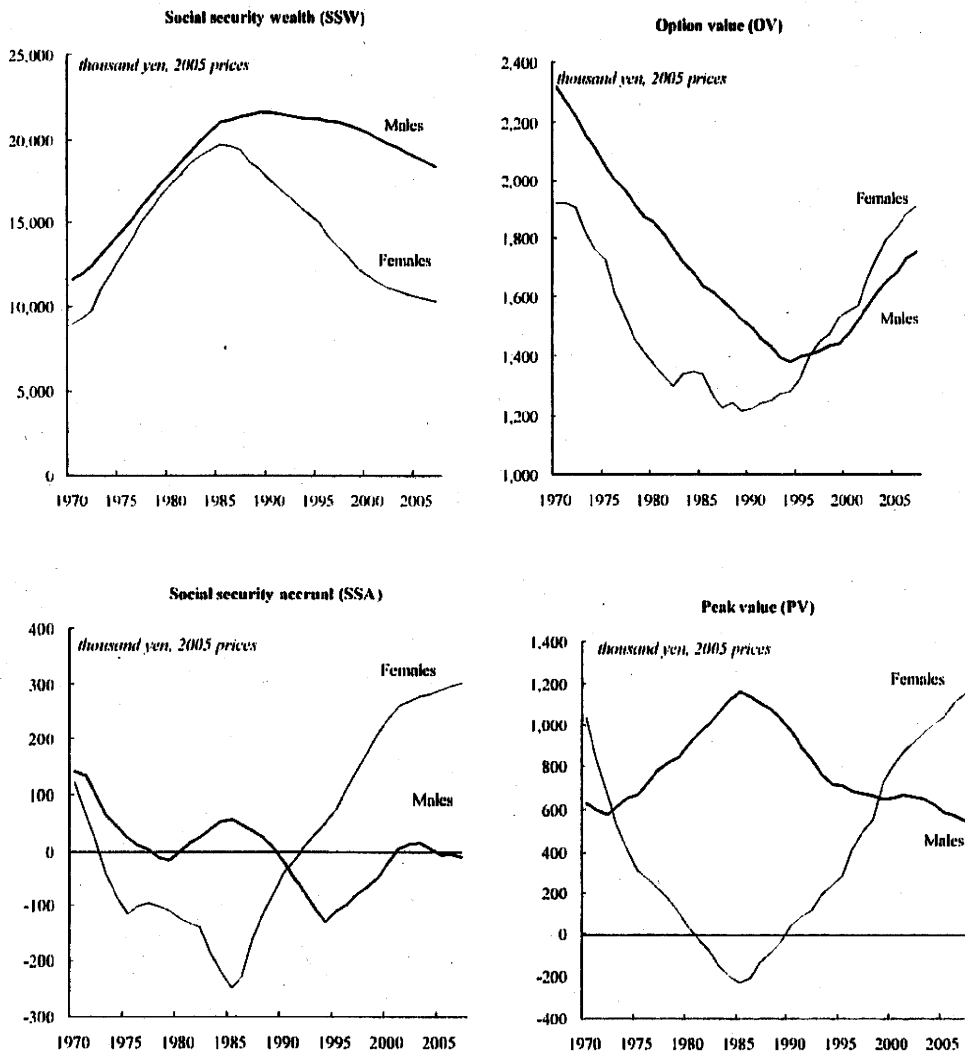 Social security wealth (SSW)
thousand yen, 2005 prices
25,000
20,000
15,000
10,000
5,000
0
Males
Females
1970 1975 1980 1985 1990 1995 2000 2005
Option value (OV)
thousand yen, 2005 prices
2,400
2,200
2,000
1,800
1,600
1,400
1,200
1,000
Females
Males
1970 1975 1980 1985 1990 1995 2000 2005
Social security accrual (SSA)
thousand yen, 2005 prices
400
300
200
100
0
-100
-200
-300
Females
Males
1970 1975 1980 1985 1990 1995 2000 2005
Peak value (PV)
thousand yen, 2005 prices
1,400
1,200
1,000
800
600
400
200
0
-200
-400
Females
Males
1970 1975 1980 1985 1990 1995 2000 2005